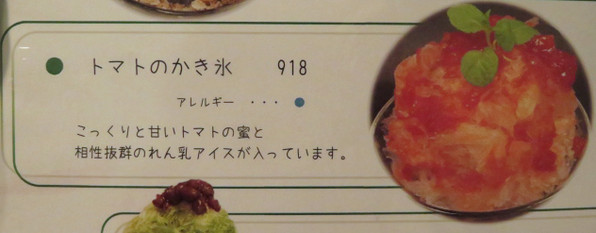 ● トマトのかき氷　918
アレルギー ・・・ ●
こっくりと甘いトマトの蜜と
相性抜群のれん乳アイスが入っています。